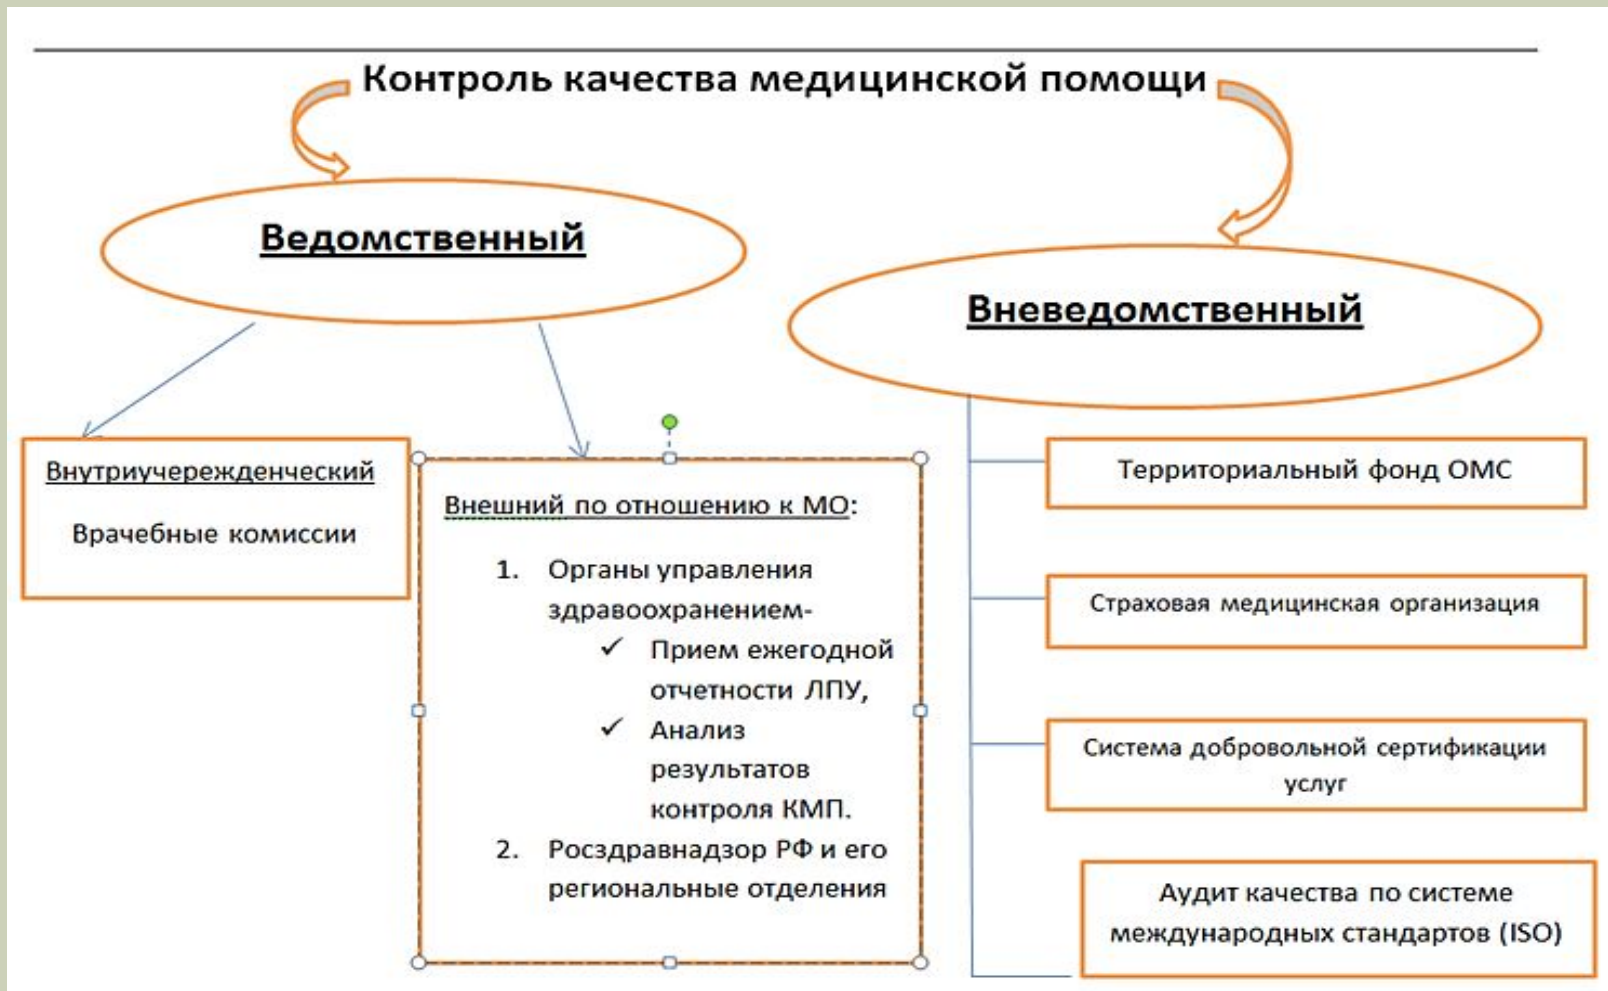 Контроль качества медицинской помощи
Ведомственный
Вневедомственный
Внутриучережденческий
Врачебные комиссии
Внешний по отношению к МО:
1. Органы управления
здравоохранением-
✓ Прием ежегодной
отчетности ЛПУ,
✓ Анализ
результатов
контроля КМП.
2. Росздравнадзор РФ и его
региональные отделения
Территориальный фонд ОМС
Страховая медицинская организация
Система добровольной сертификации
услуг
Аудит качества по системе
международных стандартов (ISO)